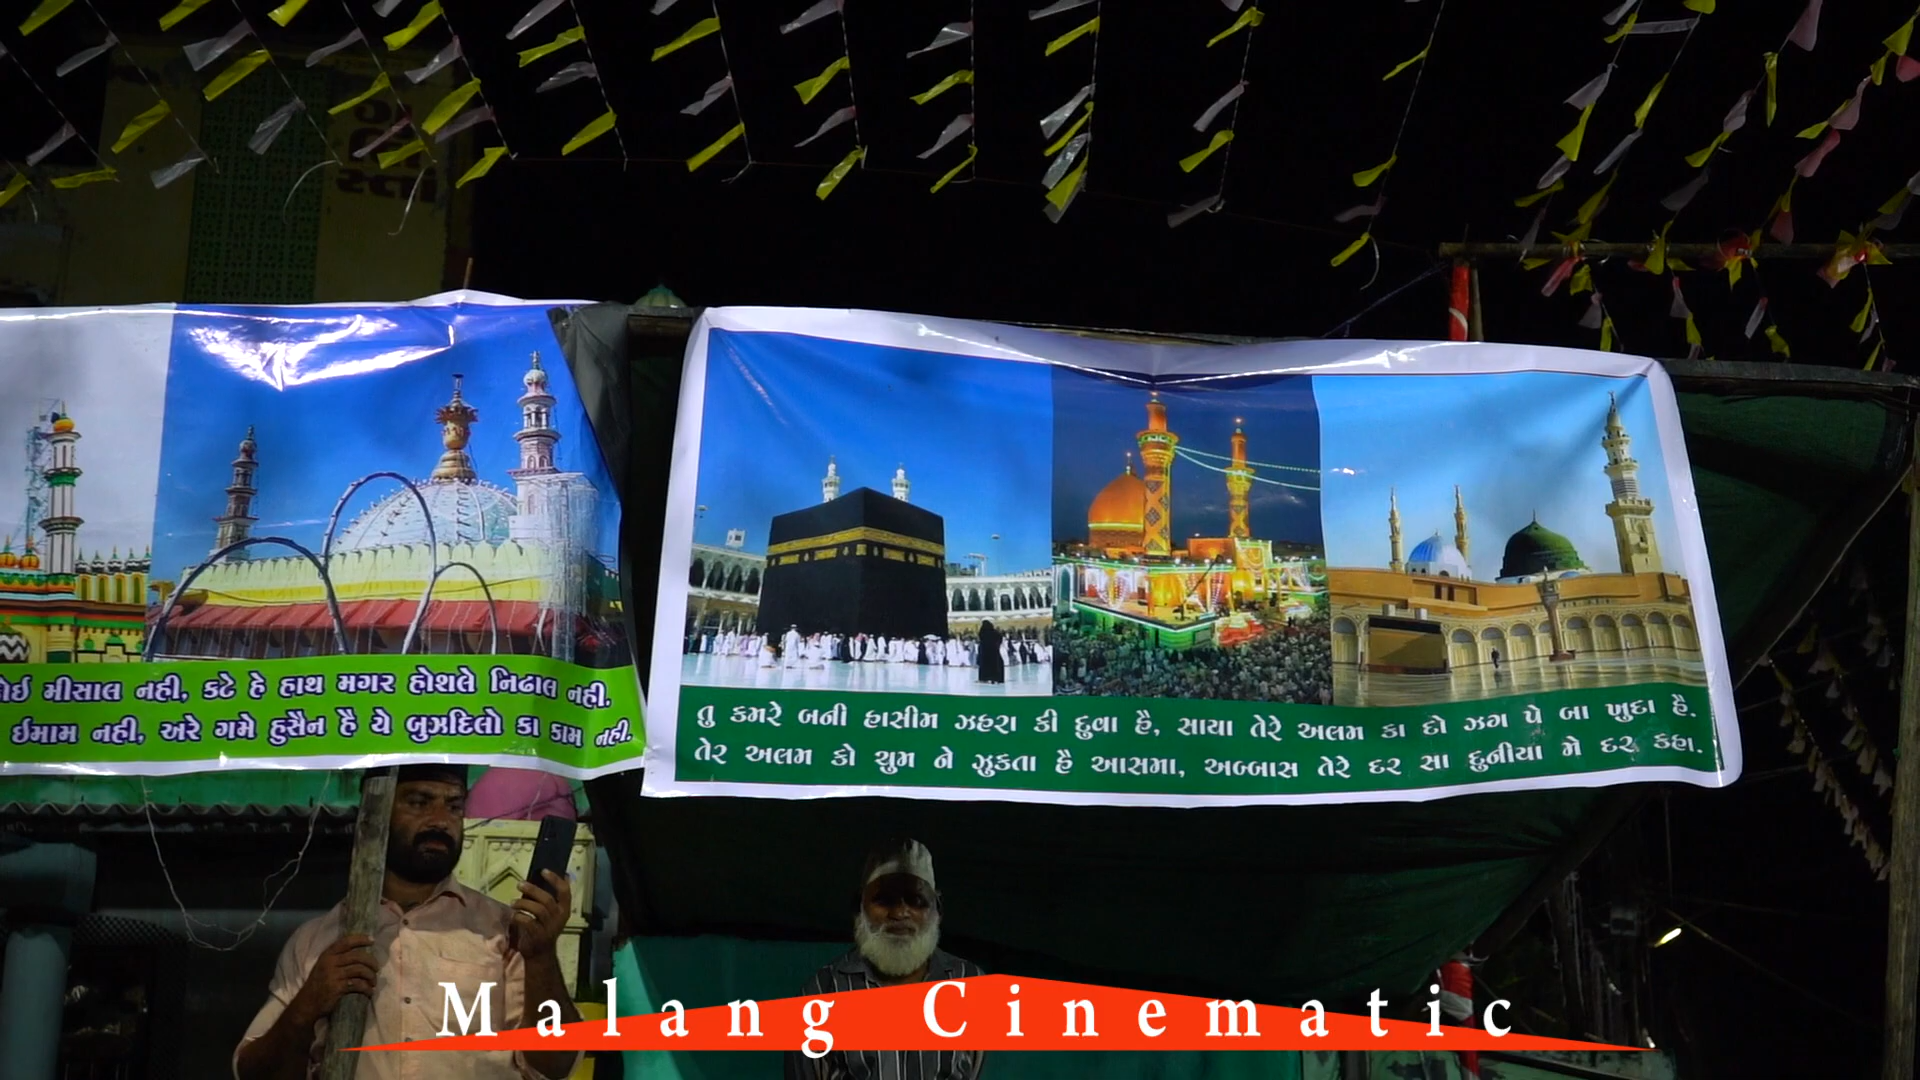 સ્તા
ઈ મીસાલ નહી, કટે હે હાથ મગર હોશલે નિઢાલ નહી.
ઈમામ નહી, અરે ગમે હુસૈન હૈ યે બુઝદિલો કા કામ નહી.
તુ કમરે બની હાસીમ ઝહરા કી દુવા હૈ, સાયા તેરે અલમ કા દો ઝગ પે બા ખુદા હૈ.
તેર અલમ કો ચુમ ને ઝુકતા હૈ આસમા, અબ્બાસ તેરે દર સા દુનીયા મે દર કહા.
Malang Cinematic